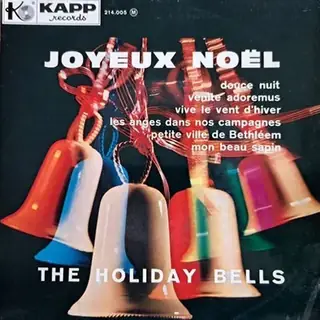 KAPP
records
214.005 M
JOYEUX NOËL
douce nuit
venite adoremus
vive le vent d'hiver
les anges dans nos campagnes
petite ville de Bethléem
mon beau sapin
THE HOLIDAY BELLS